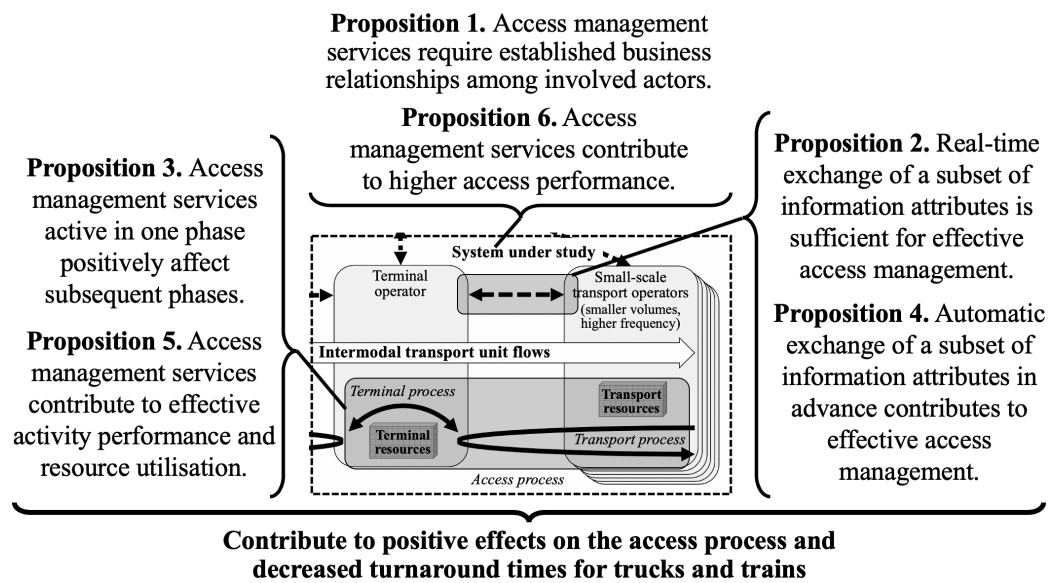 Proposition 1. Access management
services require established business
relationships among involved actors.
Proposition 6. Access
management services contribute
to higher access performance.
Proposition 3. Access
management services
active in one phase
positively affect
subsequent phases.
Proposition 5. Access
management services
contribute to effective
activity performance and
resource utilisation.
System under study
Terminal
operator
Small-scale
transport operators
(smaller volumes,
higher frequency)
Intermodal transport unit flows
Terminal process
Terminal
resources
Transport
resources
Transport process
Access process
Proposition 2. Real-time
exchange of a subset of
information attributes is
sufficient for effective
access management.
Proposition 4. Automatic
exchange of a subset of
information attributes in
advance contributes to
effective access
management.
Contribute to positive effects on the access process and
decreased turnaround times for trucks and trains